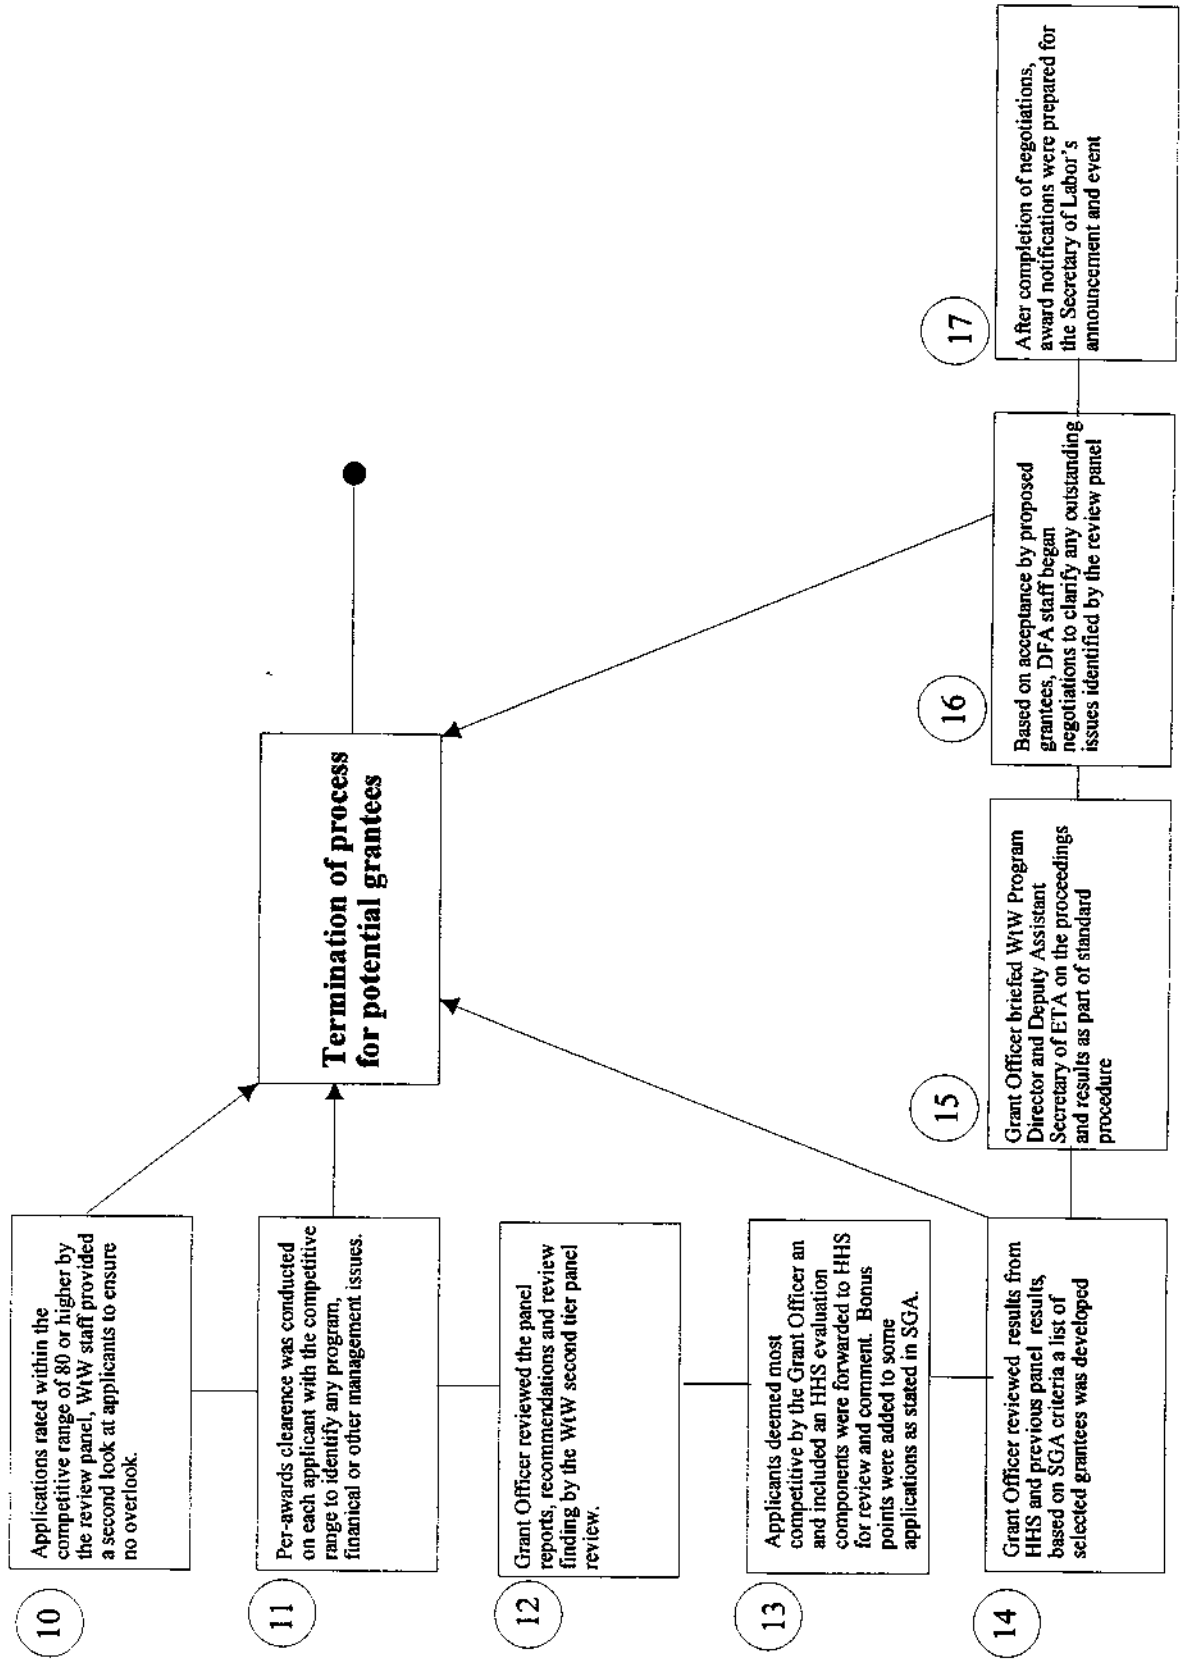 10
Applications rated within the
competitive range of 80 or higher by
the review panel, WtW staff provided
a second look at applicants to ensure
no overlook.
11
Per-awards clearence was conducted
on each applicant with the competitive
range to identify any program,
finanical or other management issues.
Termination of process
for potential grantees
12
Grant Officer reviewed the panel
reports, recommendations and review
finding by the WtW second tier panel
review.
13
Applicants deemed most
competitive by the Grant Officer an
and included an HHS evaluation
components were forwarded to HHS
for review and comment. Bonus
points were added to some
applications as stated in SGA.
14
Grant Officer reviewed results from
HHS and previous panel results,
based on SGA criteria a list of
selected grantees was developed
15
Grant Officer briefed WtW Program
Director and Deputy Assistant
Secretary of ETA on the proceedings
and results as part of standard
procedure
16
Based on acceptance by proposed
grantees, DFA staff began
negotiations to clarify any outstanding
issues identified by the review panel
17
After completion of negotiations,
award notifications were prepared for
the Secretary of Labor's
announcement and event